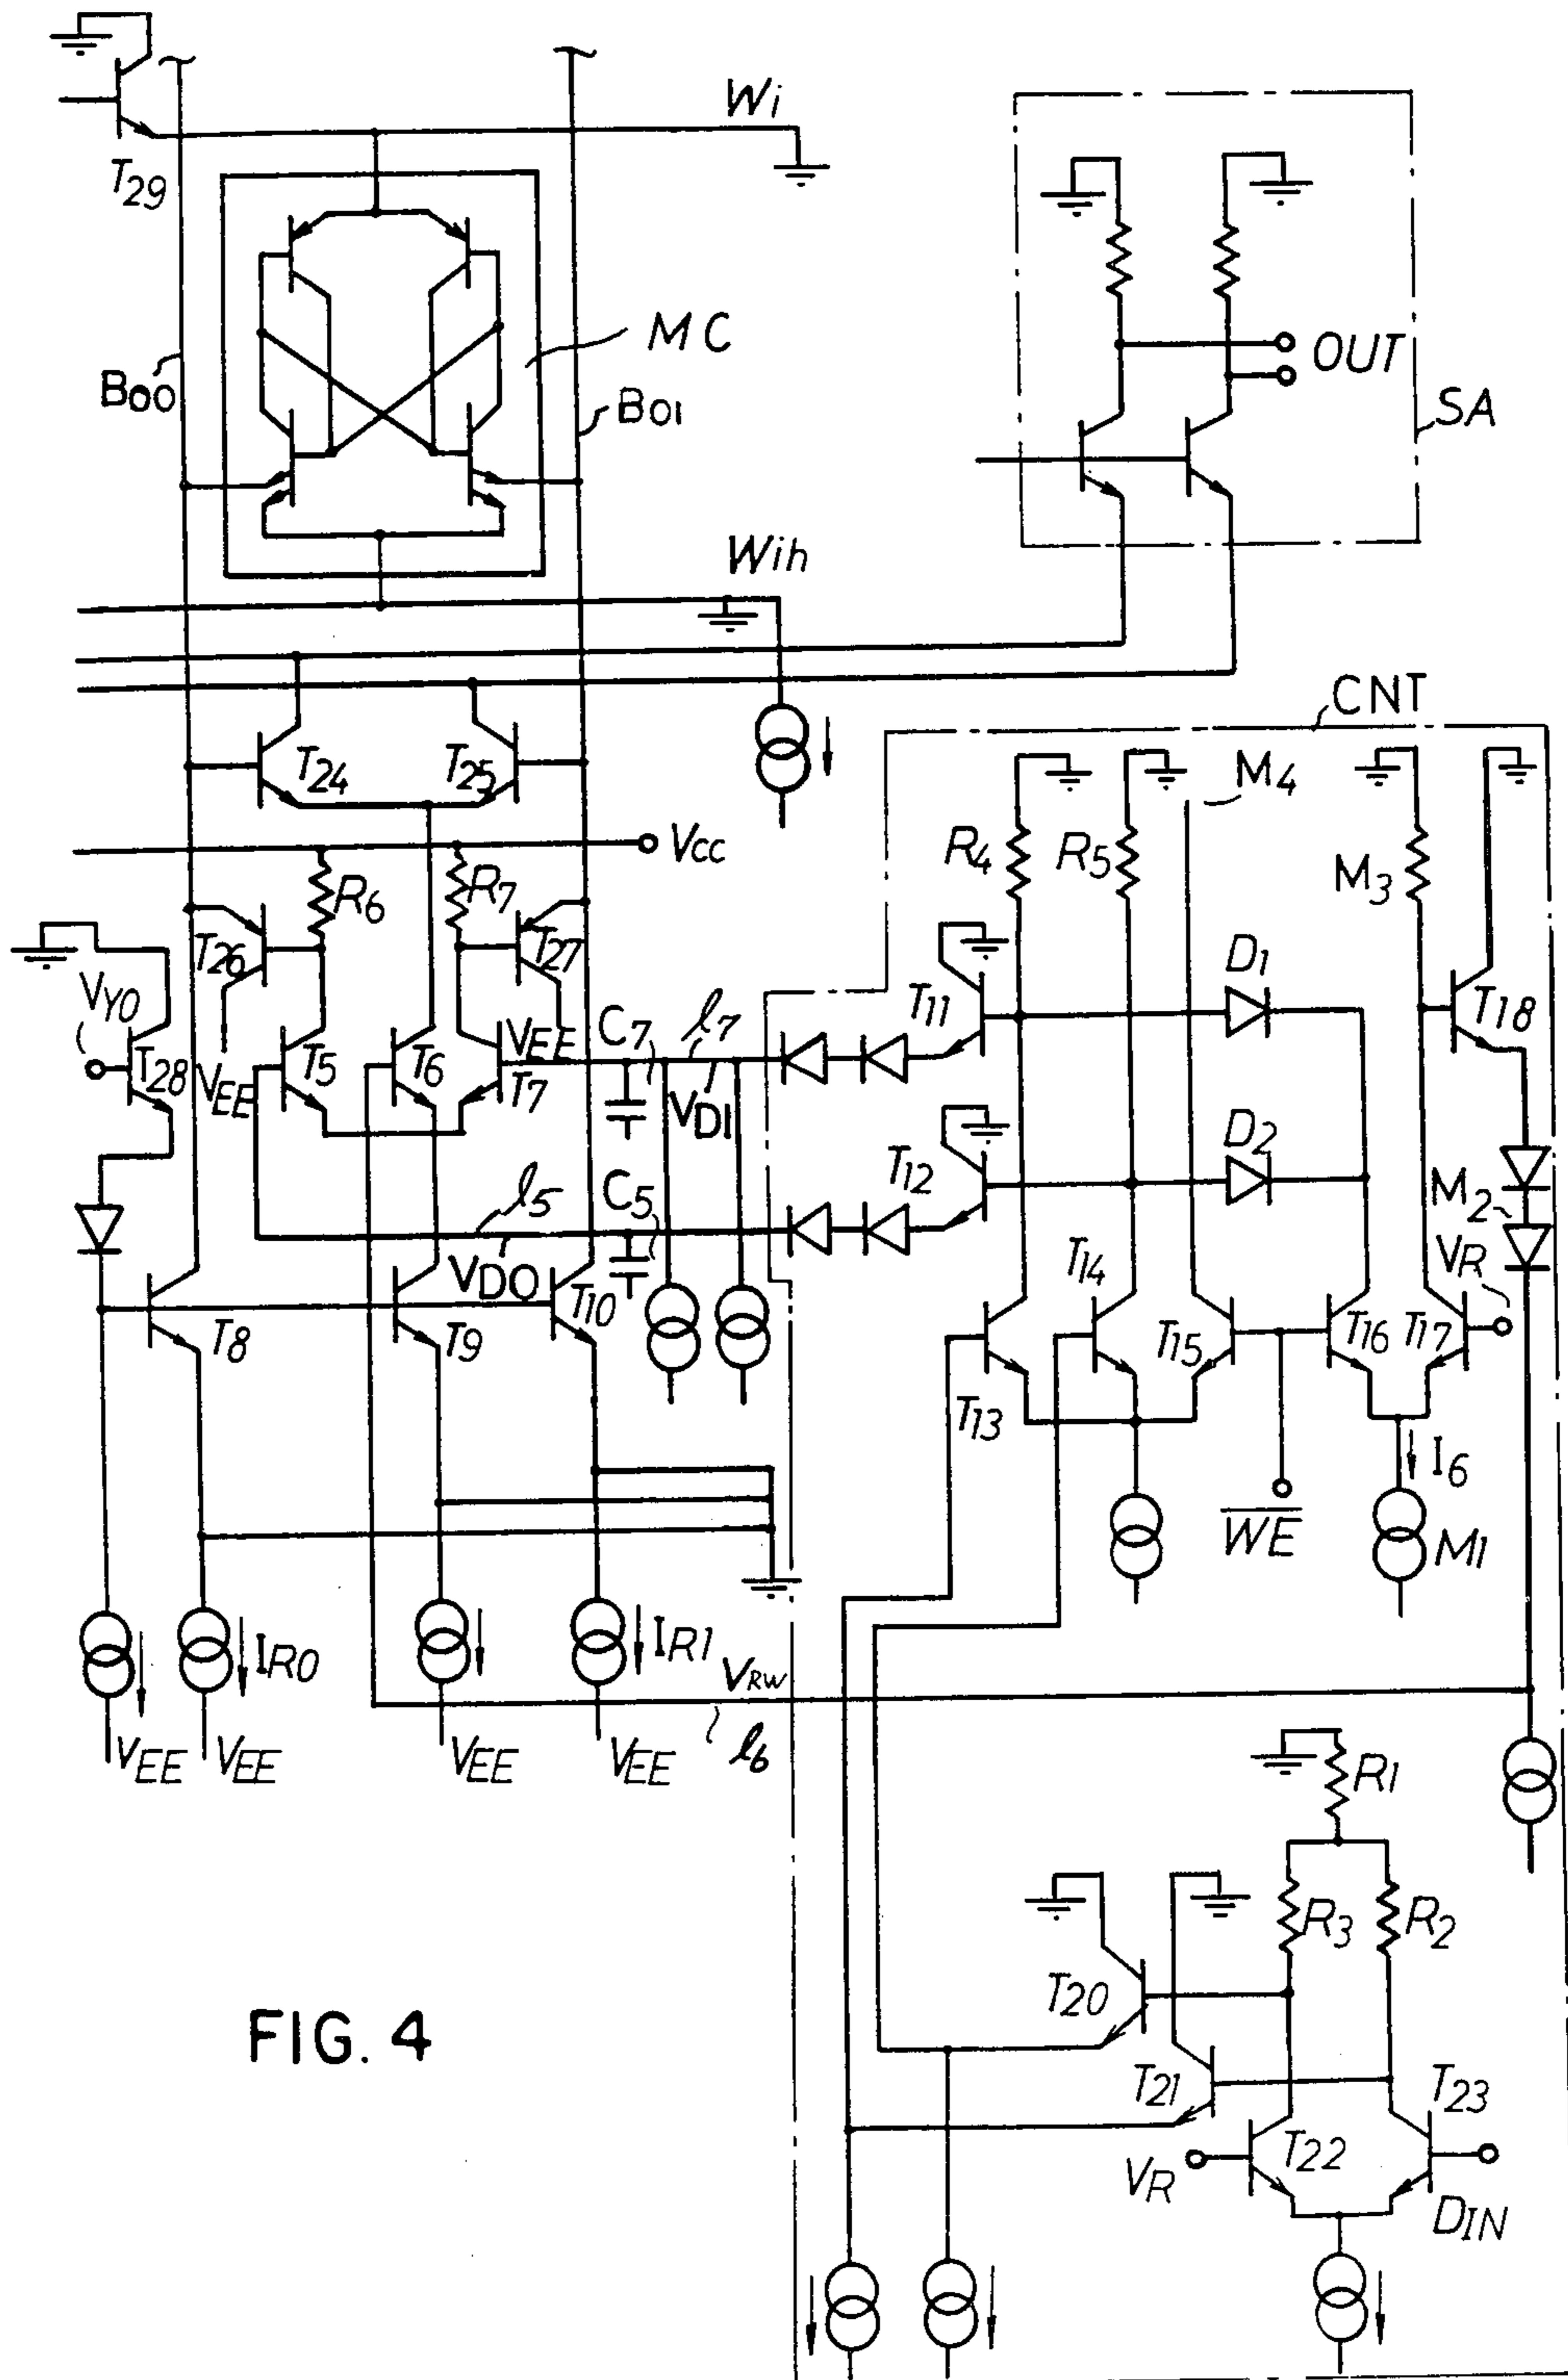 Wi
T29
MC
B00
B01
OUT
SA
Wih
CNT
T24
T25
M4
VCC
R4
R5
M3
R6
R7
T26
T27
VY0
T28
VEE
T5
T6
T7
VEE
C7
l7
VD1
T11
D1
T18
T12
D2
l5
C5
VD0
M2
VR
T8
T9
T10
T13
T14
T15
T16
T17
I6
WE
M1
IR0
IR1
VRW
l6
VEE
VEE
VEE
VEE
R1
R3
R2
T20
T21
T22
T23
VR
DIN
FIG. 4